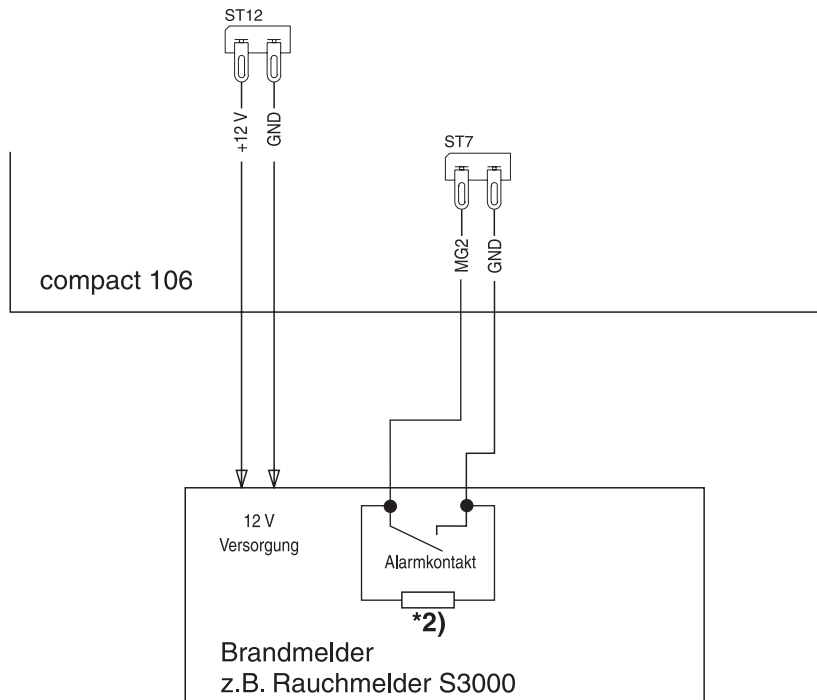 ST12
+12 V
GND
ST7
MG2
GND
compact 106
12 V
Versorgung
Alarmkontakt
*2)
Brandmelder
z.B. Rauchmelder S3000